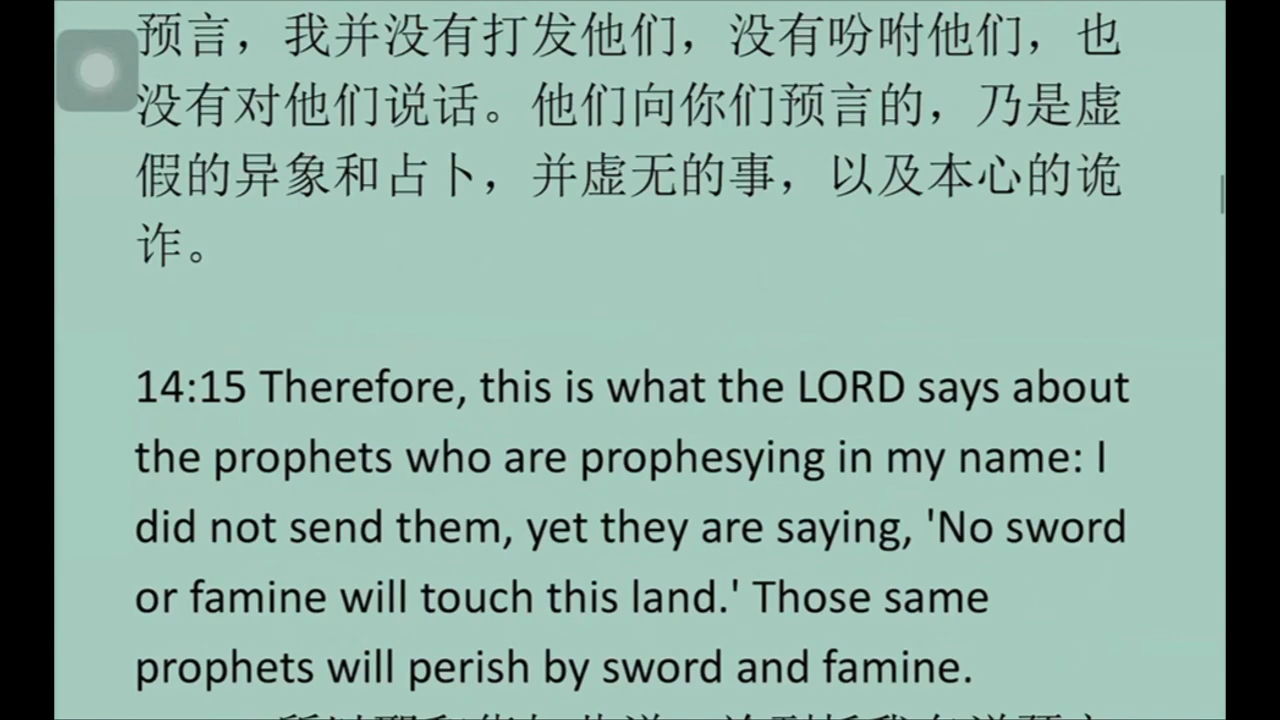 预言，我并没有打发他们，没有吩咐他们，也
没有对他们说话。他们向你们预言的，乃是虚
假的异象和占卜，并虚无的事，以及本心的诡
诈。
14:15 Therefore, this is what the LORD says about
the prophets who are prophesying in my name: I
did not send them, yet they are saying, 'No sword
or famine will touch this land.' Those same
prophets will perish by sword and famine.